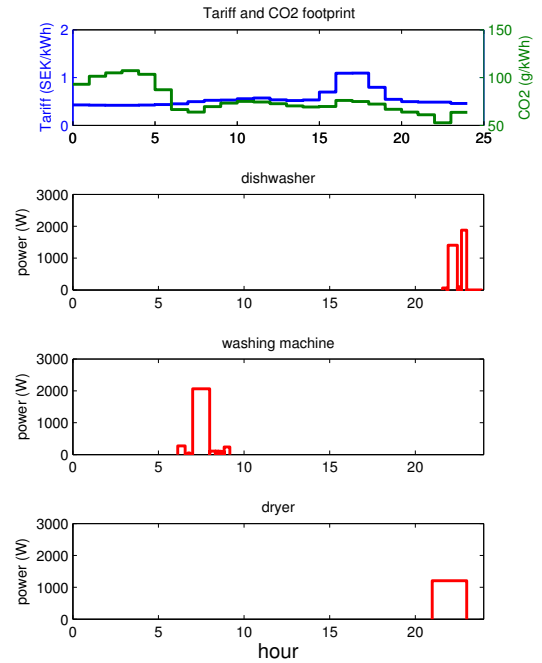 Tariff and CO2 footprint
2 150
1 100
0 50
Tariff (SEK/kWh)
CO2 (g/kWh)
0 5 10 15 20 25
dishwasher
3000
2000
1000
0
power (W)
0 5 10 15 20
washing machine
3000
2000
1000
0
power (W)
0 5 10 15 20
dryer
3000
2000
1000
0
power (W)
0 5 10 15 20
hour